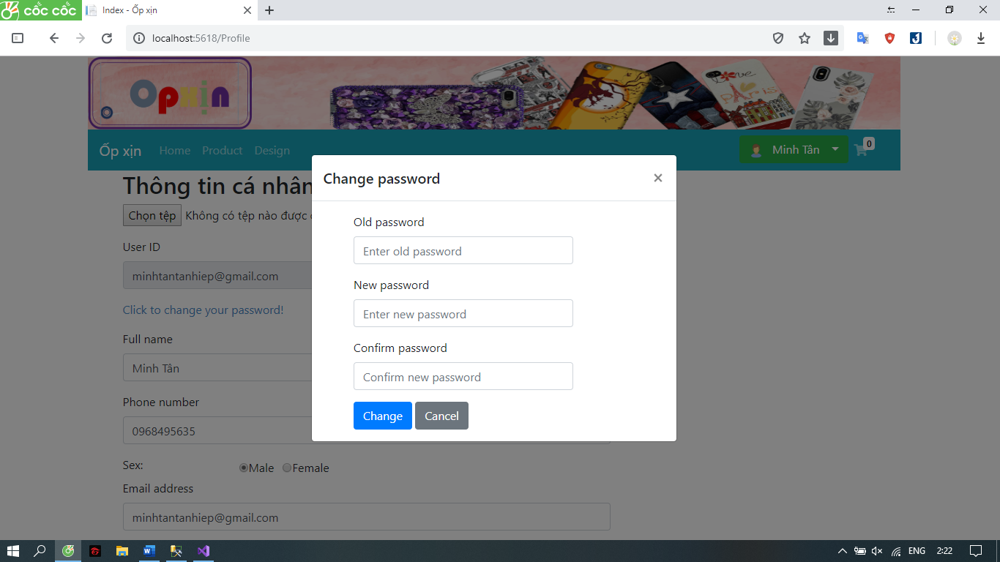 cốc cốc
Index - Ốp xịn
localhost:5618/Profile
Opxịn
LOVE
PARIS
Ốp xịn Home Product Design
Minh Tân
0
Thông tin cá nhân
Chọn tệp Không có tệp nào được
User ID
minhtantanhiep@gmail.com
Click to change your password!
Full name
Minh Tân
Phone number
0968495635
Sex: Male Female
Email address
minhtantanhiep@gmail.com
Change password
×
Old password
Enter old password
New password
Enter new password
Confirm password
Confirm new password
Change Cancel
ENG 2:22